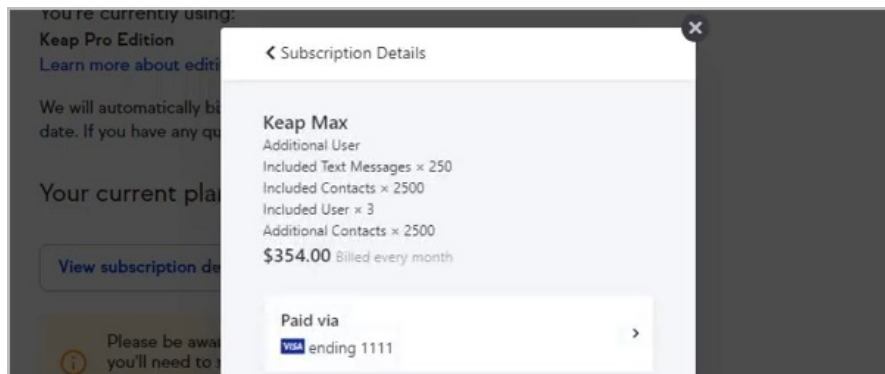 You're currently using:
Keap Pro Edition
Learn more about editi
We will automatically bi
date. If you have any qu
Your current pla
View subscription de
Please be awa
you'll need to
Subscription Details
Keap Max
Additional User
Included Text Messages × 250
Included Contacts × 2500
Included User × 3
Additional Contacts × 2500
$354.00 Billed every month
Paid via
VISA ending 1111